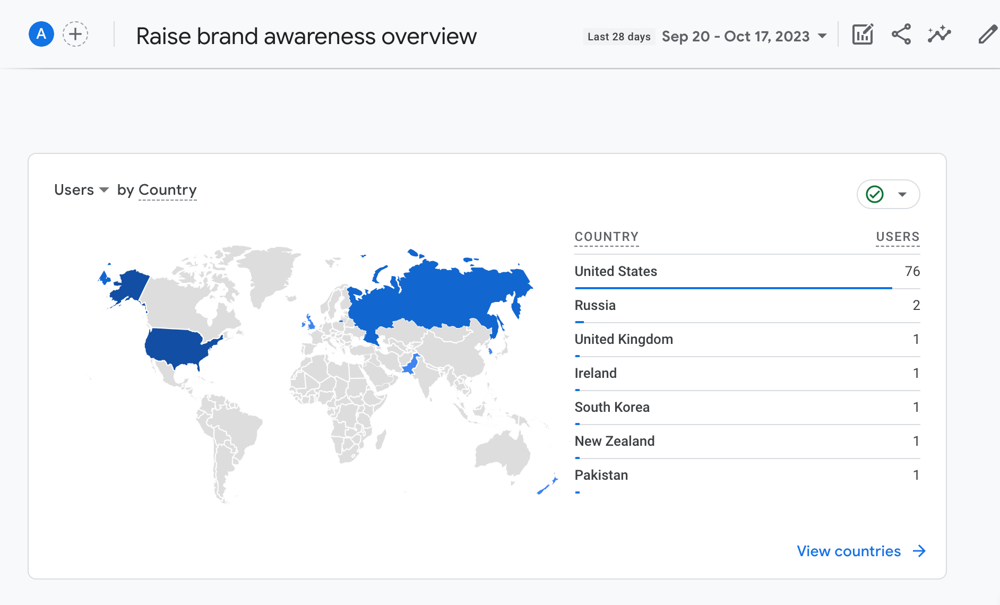 A
Raise brand awareness overview
Last 28 days Sep 20 - Oct 17, 2023
Users by Country
COUNTRY USERS
United States 76
Russia 2
United Kingdom 1
Ireland 1
South Korea 1
New Zealand 1
Pakistan 1
View countries